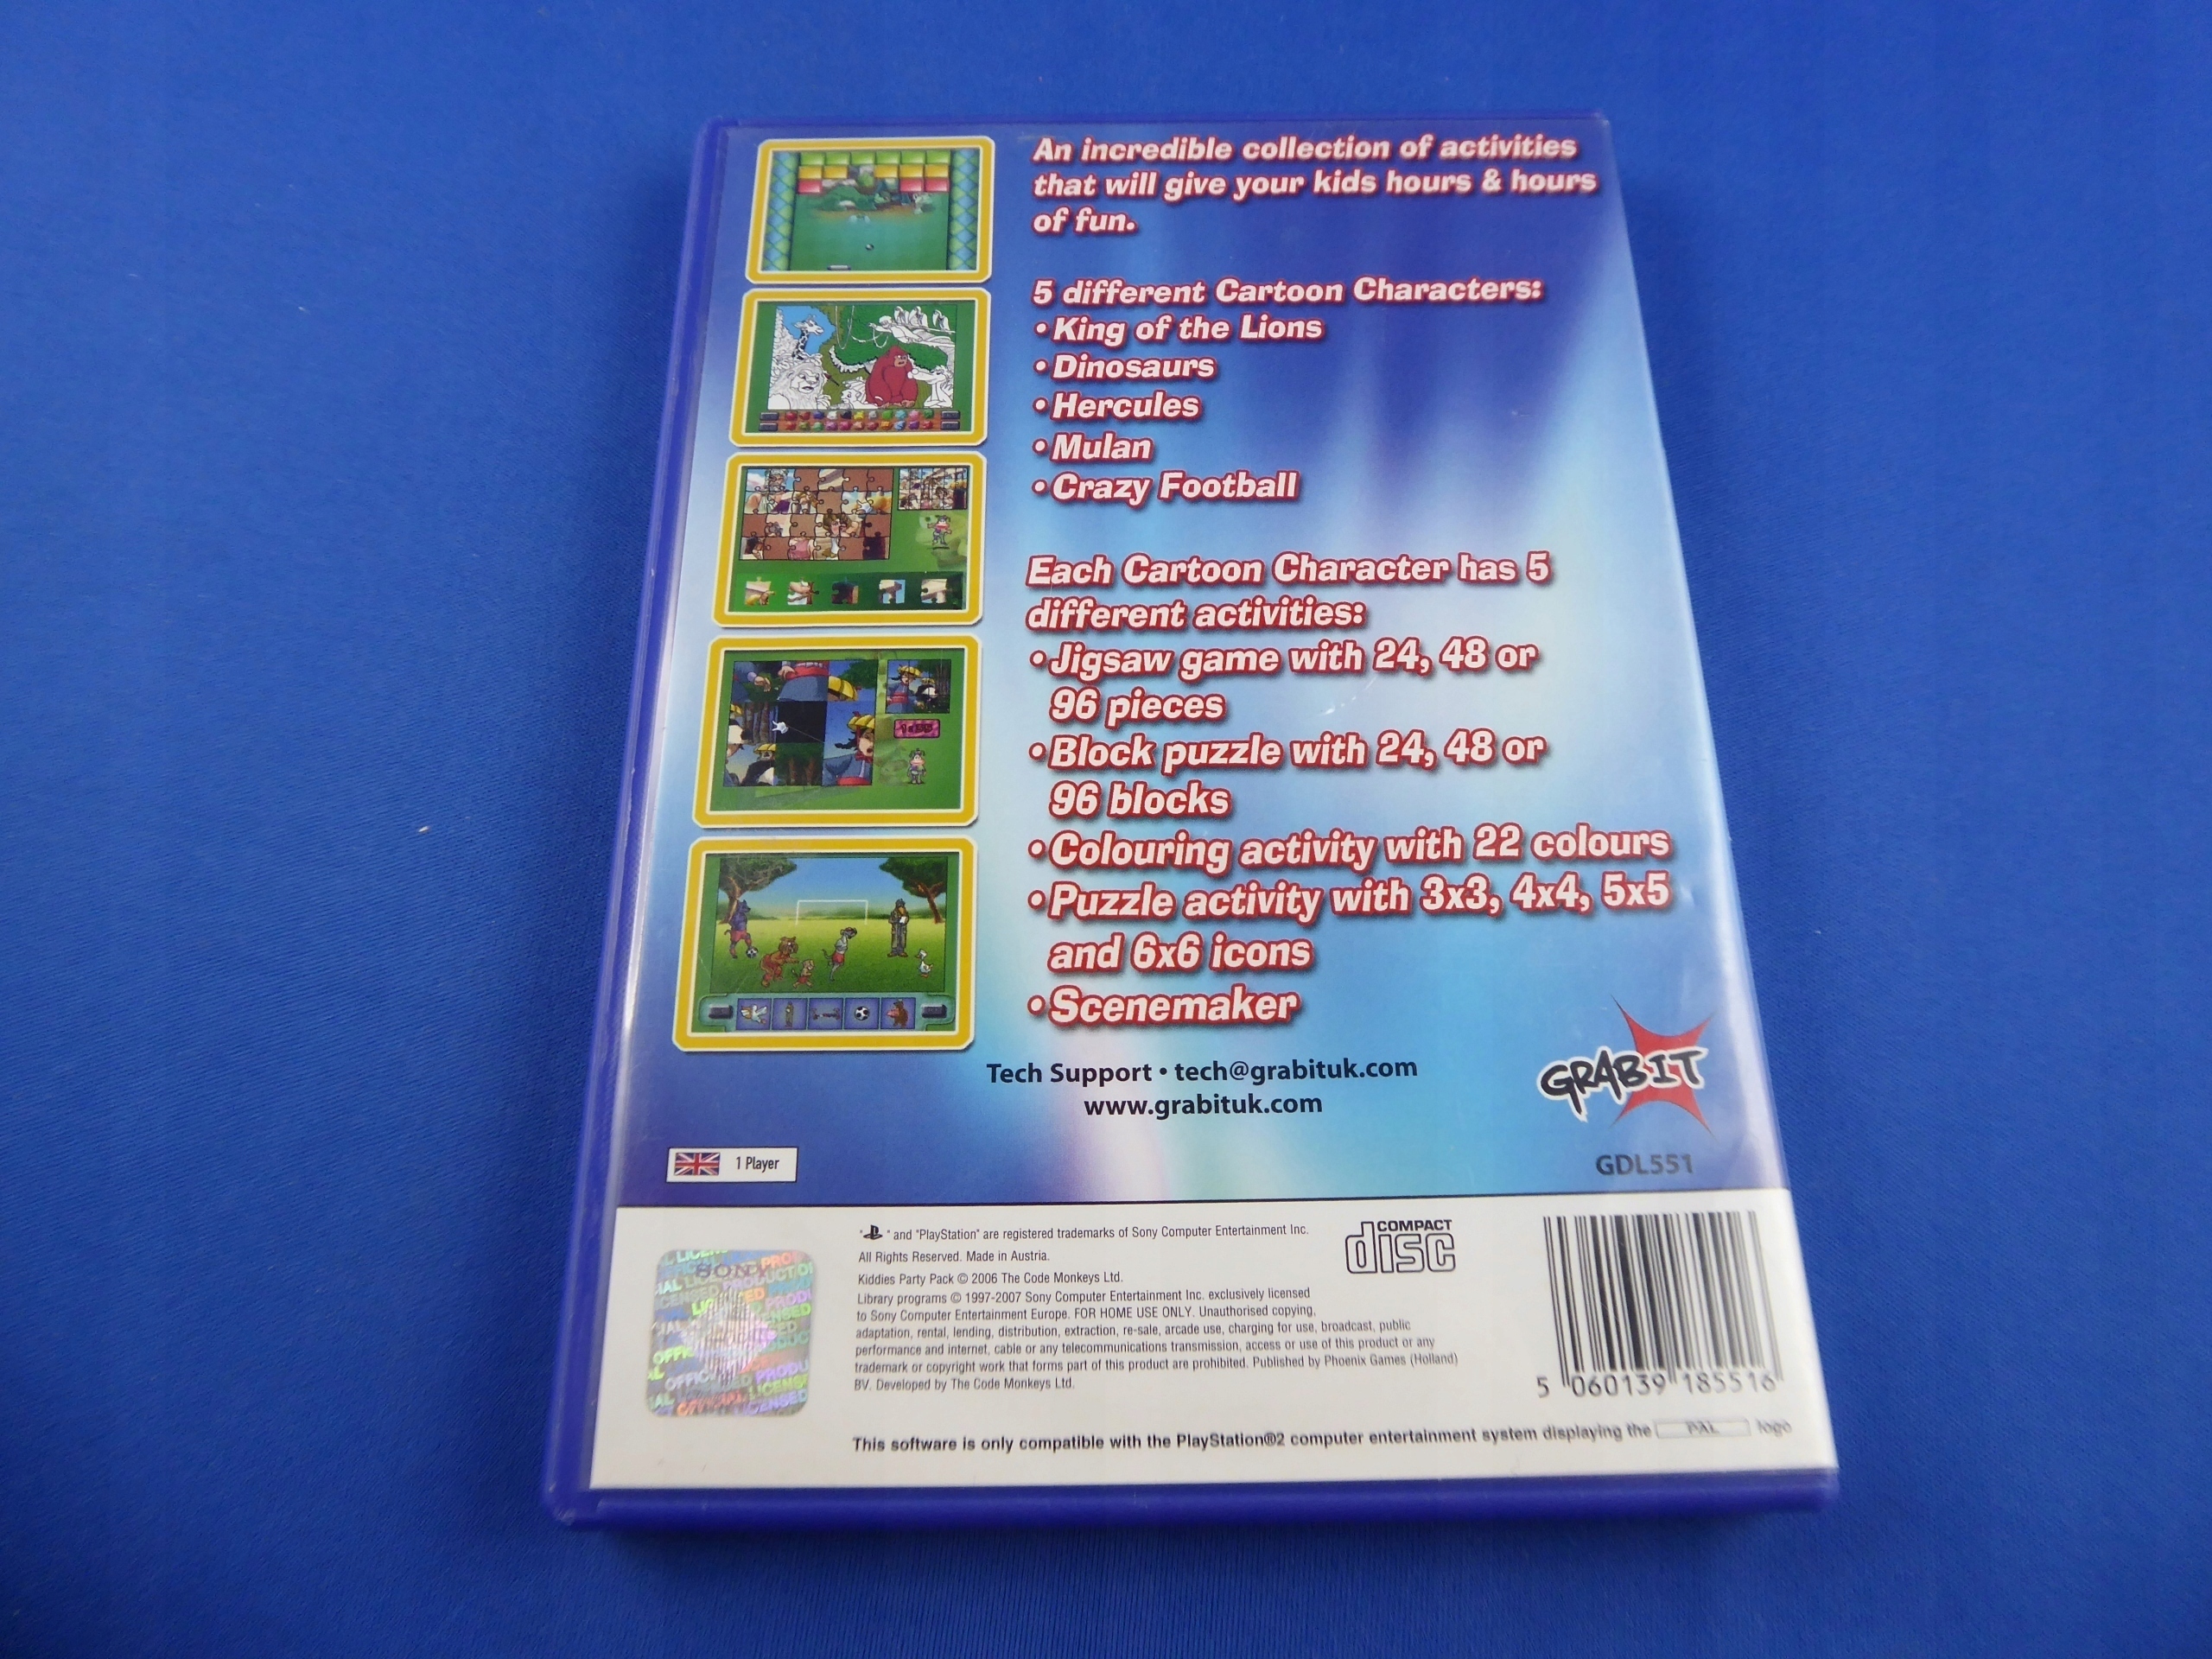 An incredible collection of activities
that will give your kids hours & hours
of fun.
5 different Cartoon Characters:
• King of the Lions
• Dinosaurs
• Hercules
• Mulan
• Crazy Football
Each Cartoon Character has 5
different activities:
• Jigsaw game with 24, 48 or
96 pieces
• Block puzzle with 24, 48 or
96 blocks
• Colouring activity with 22 colours
• Puzzle activity with 3x3, 4x4, 5x5
and 6x6 icons
• Scenemaker
Tech Support • tech@grabituk.com
www.grabituk.com
GRABIT
GDL551
1 Player
" " and "PlayStation" are registered trademarks of Sony Computer Entertainment Inc.
All Rights Reserved. Made in Austria.
Kiddies Party Pack © 2006 The Code Monkeys Ltd.
Library programs © 1997-2007 Sony Computer Entertainment Inc. exclusively licensed
to Sony Computer Entertainment Europe. FOR HOME USE ONLY. Unauthorised copying,
adaptation, rental, lending, distribution, extraction, re-sale, arcade use, charging for use, broadcast, public
performance and internet, cable or any telecommunications transmission, access or use of this product or any
trademark or copyright work that forms part of this product are prohibited. Published by Phoenix Games (Holland)
BV. Developed by The Code Monkeys Ltd.
COMPACT
disc
SONY
5 060139 185516
This software is only compatible with the PlayStation®2 computer entertainment system displaying the PAL logo